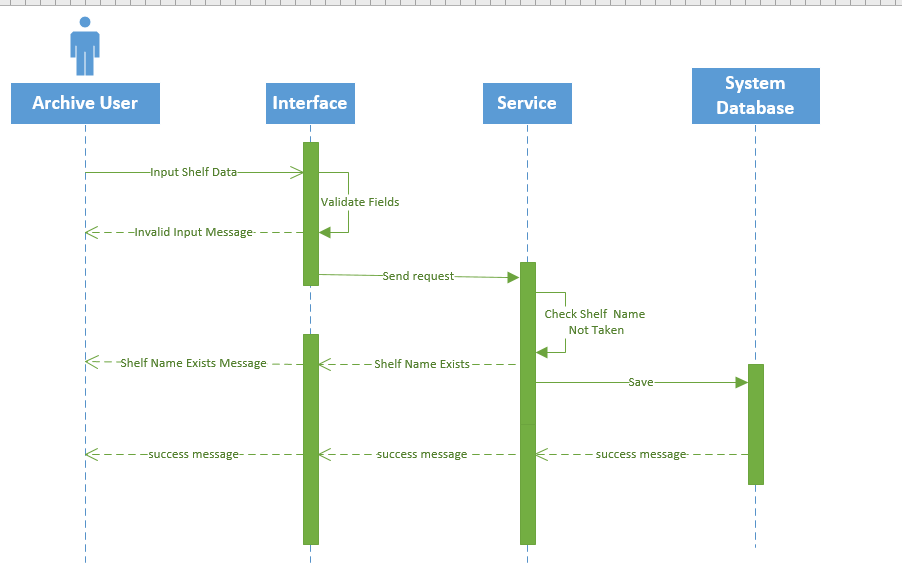 Archive User
Interface
Service
System
Database
Input Shelf Data
Validate Fields
Invalid Input Message
Send request
Check Shelf Name
Not Taken
Shelf Name Exists Message
Shelf Name Exists
Save
success message
success message
success message